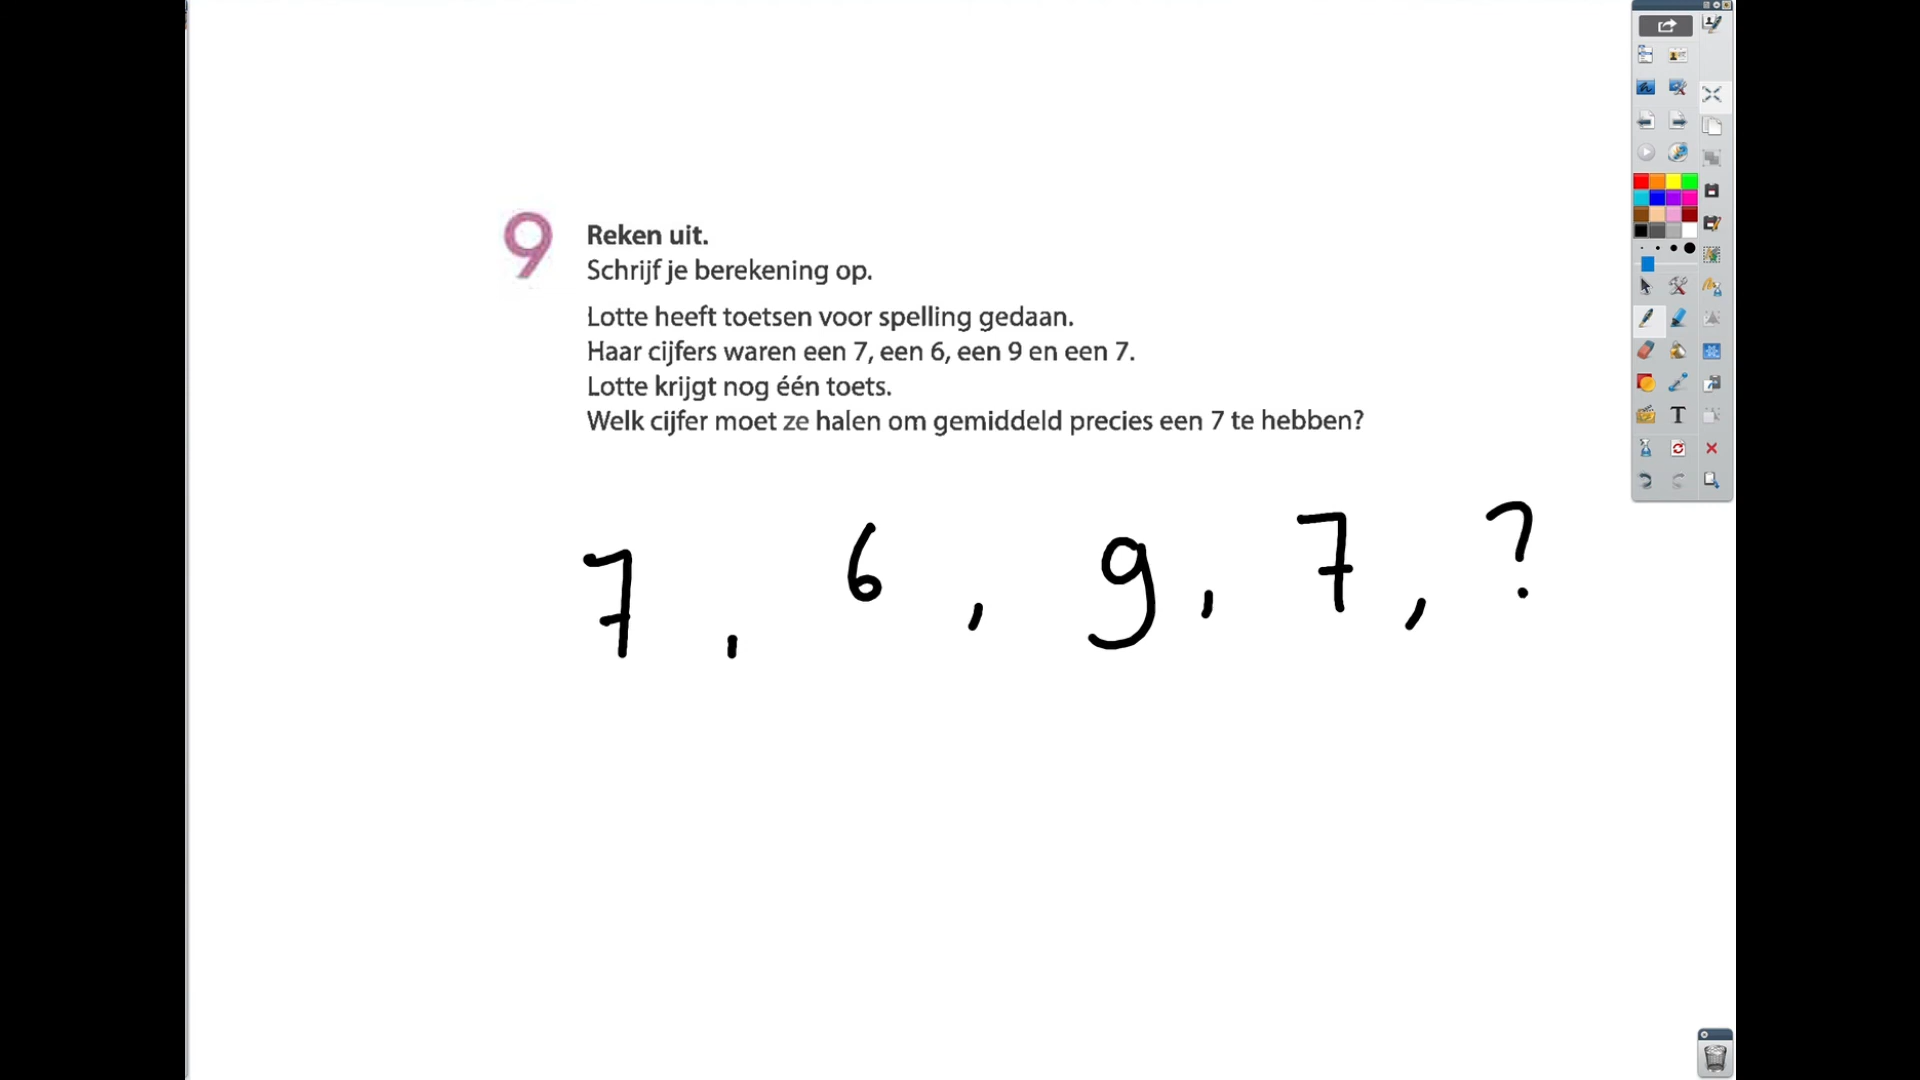 9 Reken uit.
Schrijf je berekening op.
Lotte heeft toetsen voor spelling gedaan.
Haar cijfers waren een 7, een 6, een 9 en een 7.
Lotte krijgt nog één toets.
Welk cijfer moet ze halen om gemiddeld precies een 7 te hebben?
7, 6, 9, 7, ?
T